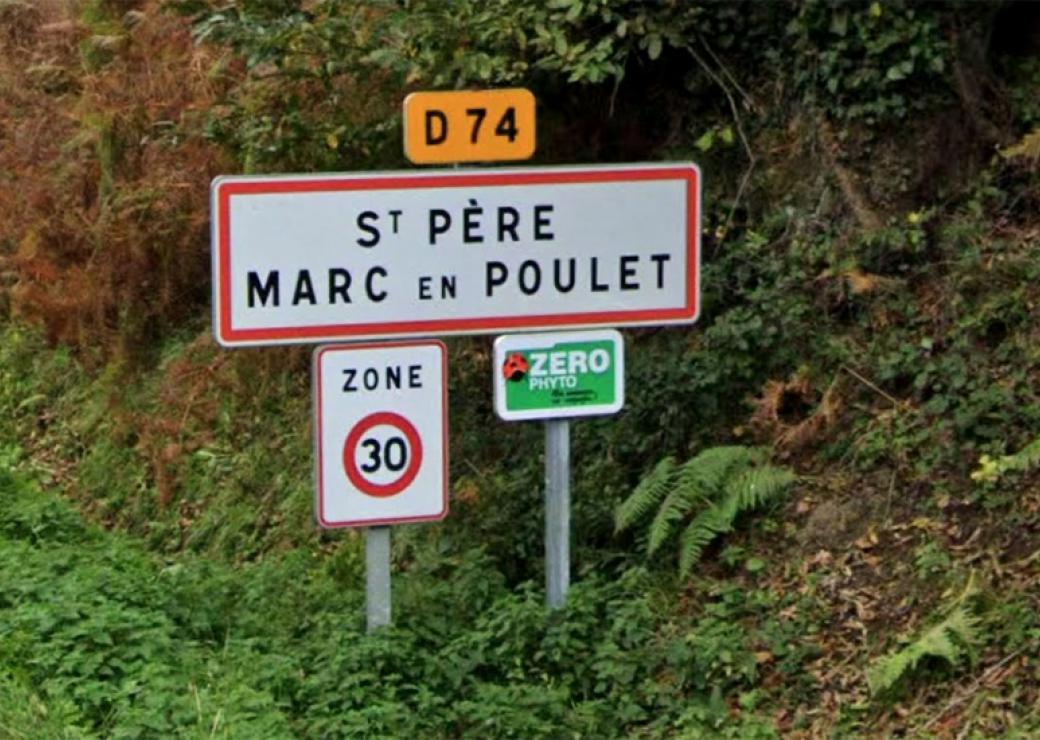 D 74
ST PÈRE
MARC EN POULET
ZONE
30
ZERO
PHYTO